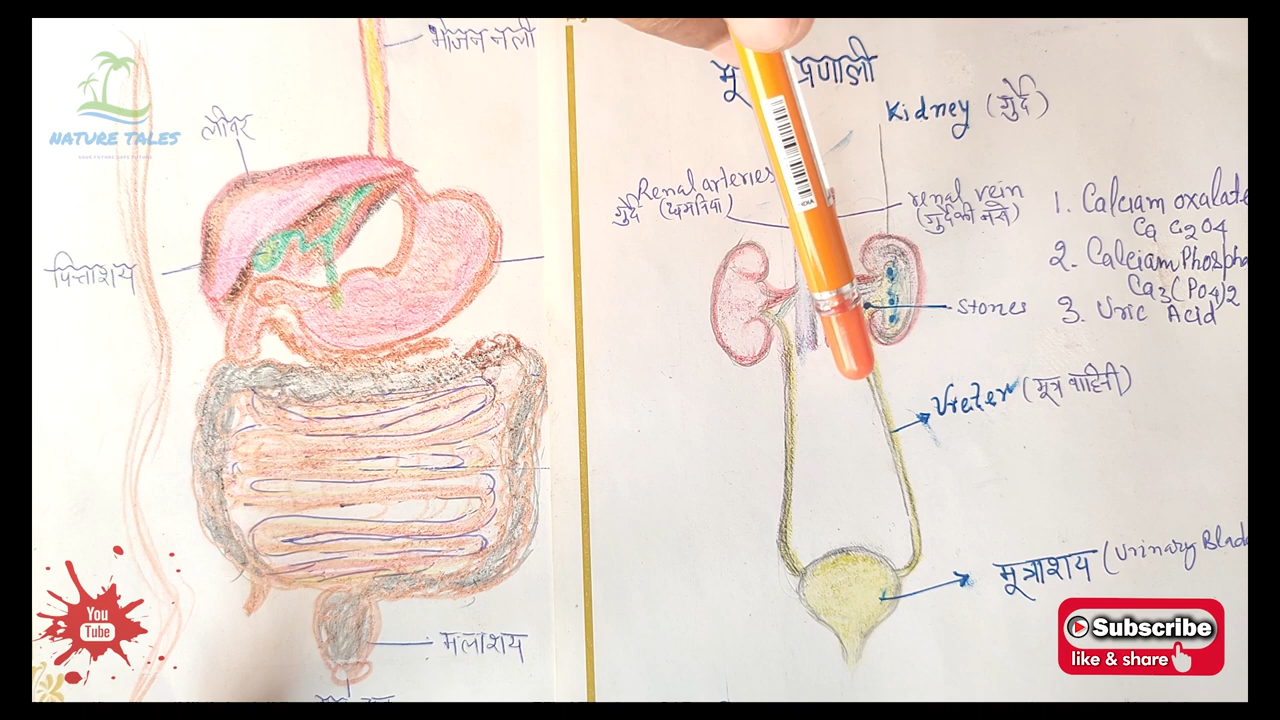 भोजन नली
NATURE TALES
लीवर
पित्ताशय
मलाशय
प्रणाली
Kidney (गुर्दे)
Renal arteries
गुर्दे (धमनियां)
renal vein
(गुर्दे की नसें)
1. Calciam oxalate
Ca C2O4
2. Calciam Phospha
Ca3(PO4)2
3. Uric Acid
Stones
Ureter (मूत्र वाहिनी)
मूत्राशय (Urinary Blad
You
Tube
Subscribe
like & share